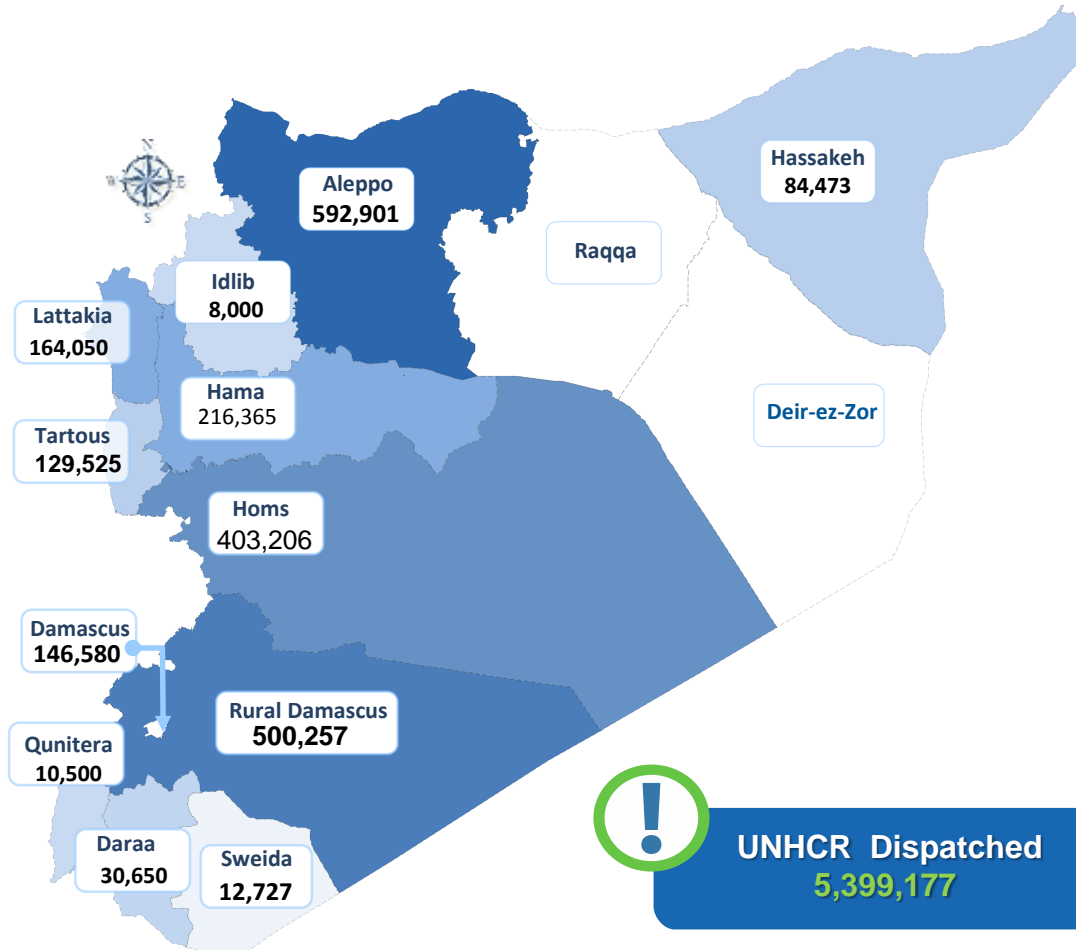 N
W
E
S
Aleppo
592,901
Hassakeh
84,473
Raqqa
Idlib
8,000
Lattakia
164,050
Hama
216,365
Deir-ez-Zor
Tartous
129,525
Homs
403,206
Damascus
146,580
Rural Damascus
500,257
Qunitera
10,500
Daraa
30,650
Sweida
12,727
!
UNHCR Dispatched
5,399,177